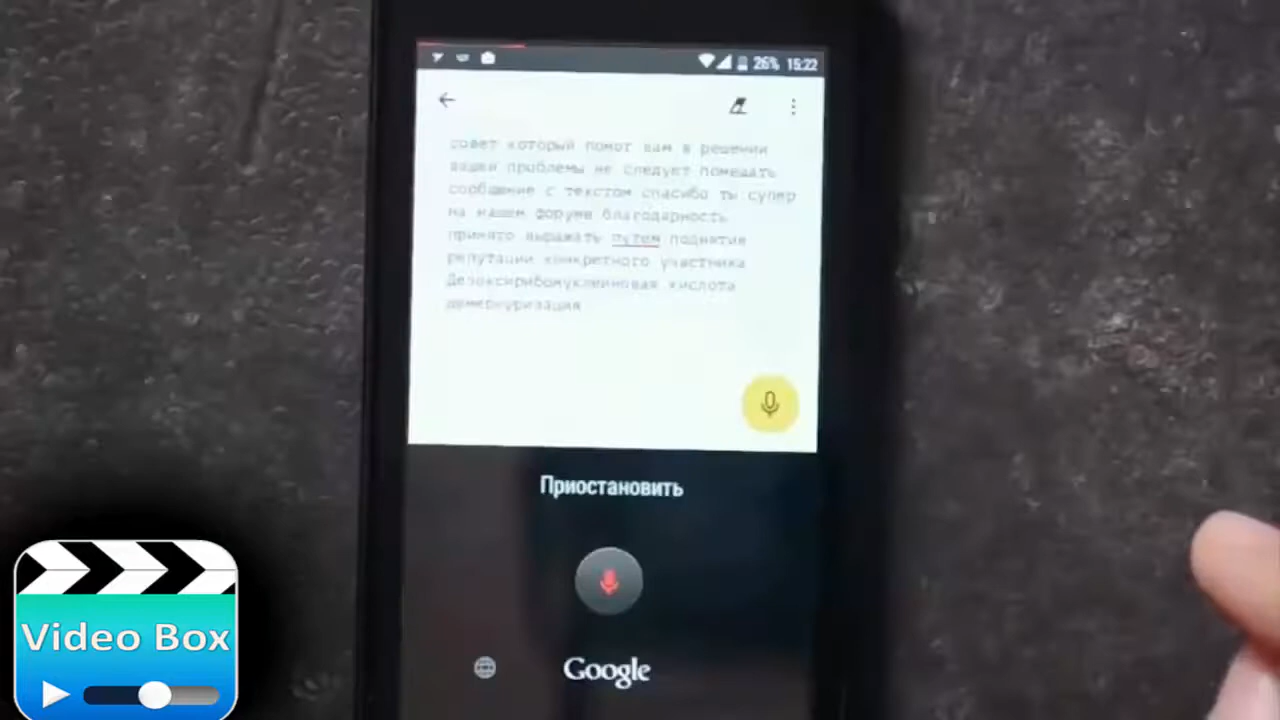 26% 15:22
совет который помог вам в решении
вашей проблемы не следует помещать
сообщение с текстом спасибо ты супер
на нашем форуме благодарность
принято выражать путем поднятия
репутации конкретного участника
Дезоксирибонуклеиновая кислота
демеркуризация
Приостановить
Google
Video Box